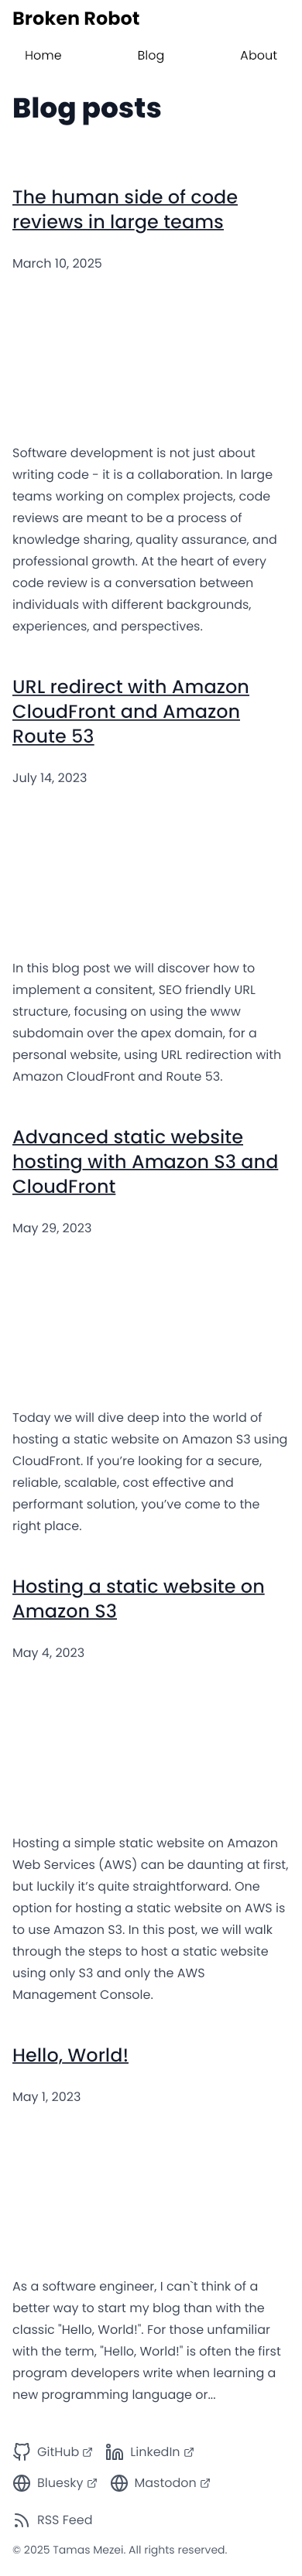 Broken Robot
Home Blog About
Blog posts
The human side of code
reviews in large teams
March 10, 2025
Software development is not just about
writing code - it is a collaboration. In large
teams working on complex projects, code
reviews are meant to be a process of
knowledge sharing, quality assurance, and
professional growth. At the heart of every
code review is a conversation between
individuals with different backgrounds,
experiences, and perspectives.
URL redirect with Amazon
CloudFront and Amazon
Route 53
July 14, 2023
In this blog post we will discover how to
implement a consitent, SEO friendly URL
structure, focusing on using the www
subdomain over the apex domain, for a
personal website, using URL redirection with
Amazon CloudFront and Route 53.
Advanced static website
hosting with Amazon S3 and
CloudFront
May 29, 2023
Today we will dive deep into the world of
hosting a static website on Amazon S3 using
CloudFront. If you’re looking for a secure,
reliable, scalable, cost effective and
performant solution, you’ve come to the
right place.
Hosting a static website on
Amazon S3
May 4, 2023
Hosting a simple static website on Amazon
Web Services (AWS) can be daunting at first,
but luckily it’s quite straightforward. One
option for hosting a static website on AWS is
to use Amazon S3. In this post, we will walk
through the steps to host a static website
using only S3 and only the AWS
Management Console.
Hello, World!
May 1, 2023
As a software engineer, I can`t think of a
better way to start my blog than with the
classic "Hello, World!". For those unfamiliar
with the term, "Hello, World!" is often the first
program developers write when learning a
new programming language or...
GitHub LinkedIn
Bluesky Mastodon
RSS Feed
© 2025 Tamas Mezei. All rights reserved.